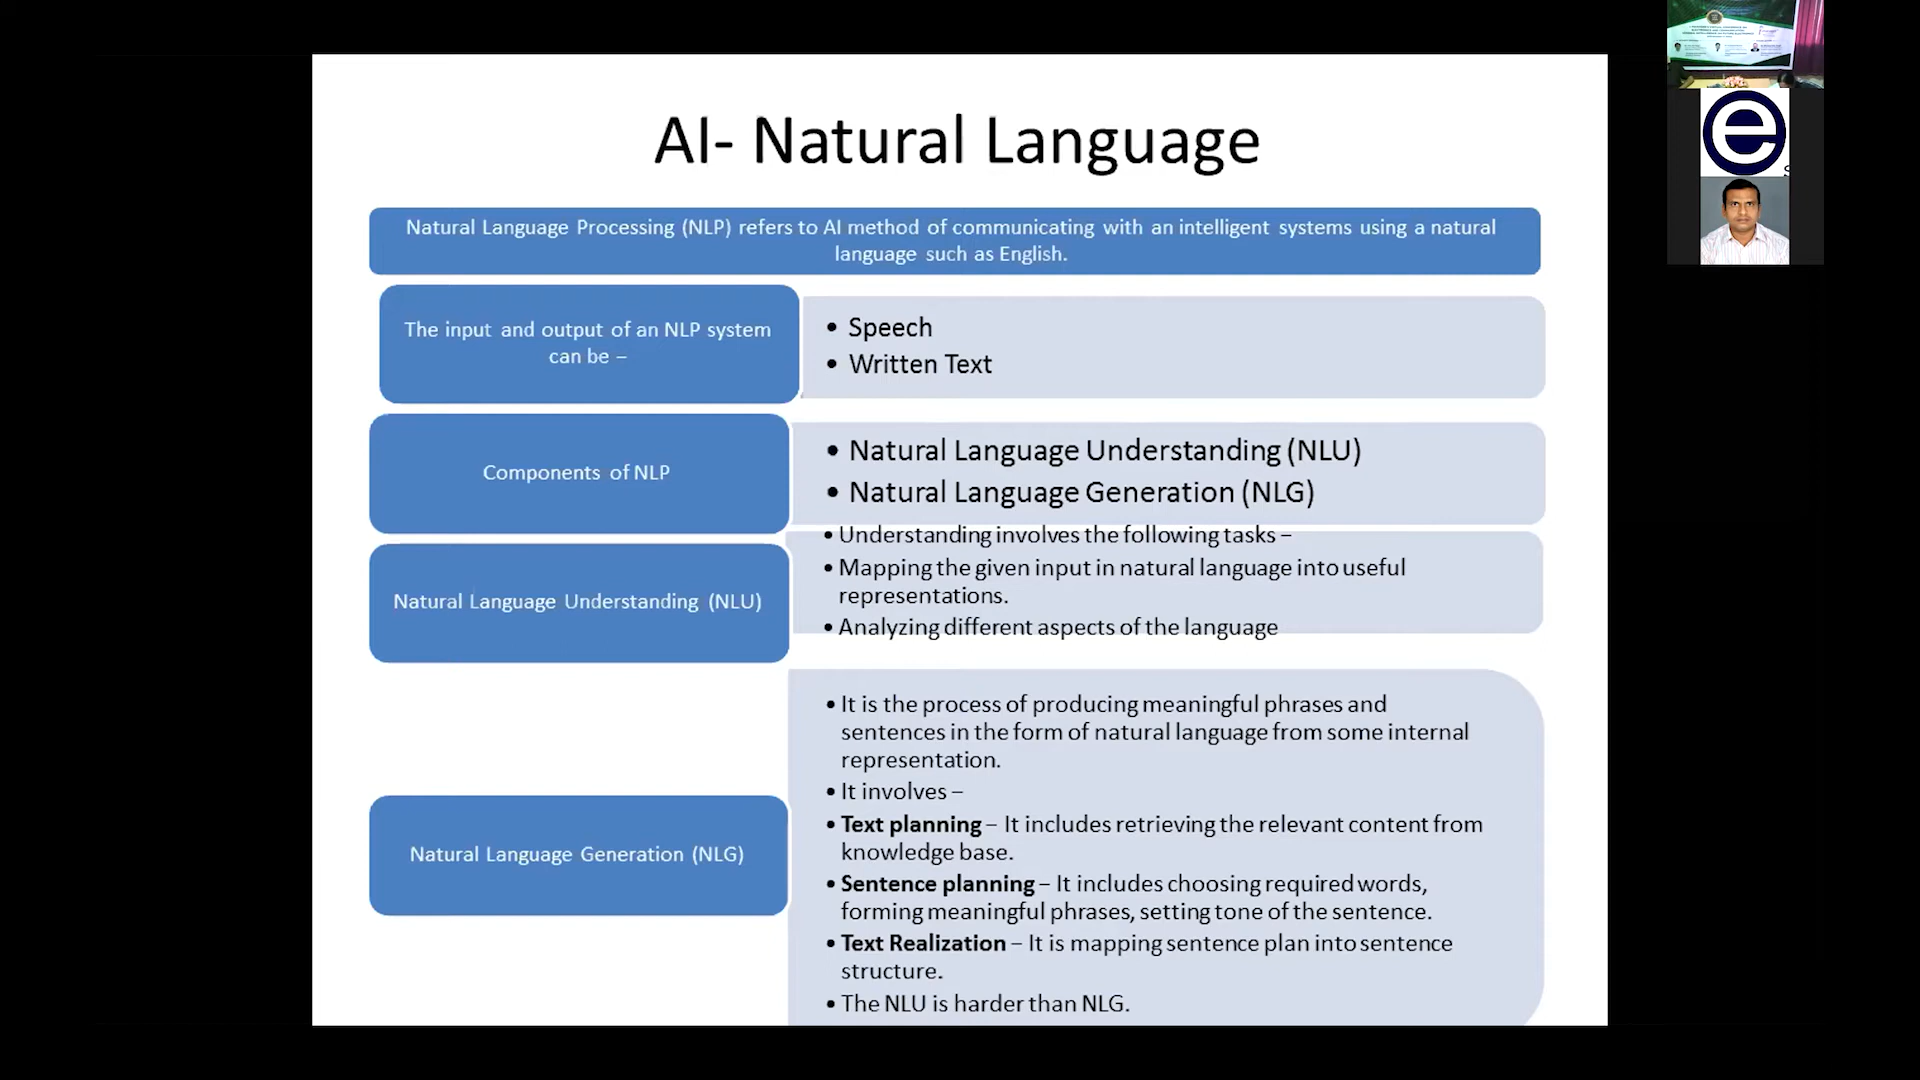 AI- Natural Language
Natural Language Processing (NLP) refers to AI method of communicating with an intelligent systems using a natural
language such as English.
The input and output of an NLP system
can be –
• Speech
• Written Text
Components of NLP
• Natural Language Understanding (NLU)
• Natural Language Generation (NLG)
Natural Language Understanding (NLU)
• Understanding involves the following tasks –
• Mapping the given input in natural language into useful
representations.
• Analyzing different aspects of the language
Natural Language Generation (NLG)
• It is the process of producing meaningful phrases and
sentences in the form of natural language from some internal
representation.
• It involves –
• Text planning – It includes retrieving the relevant content from
knowledge base.
• Sentence planning – It includes choosing required words,
forming meaningful phrases, setting tone of the sentence.
• Text Realization – It is mapping sentence plan into sentence
structure.
• The NLU is harder than NLG.
e